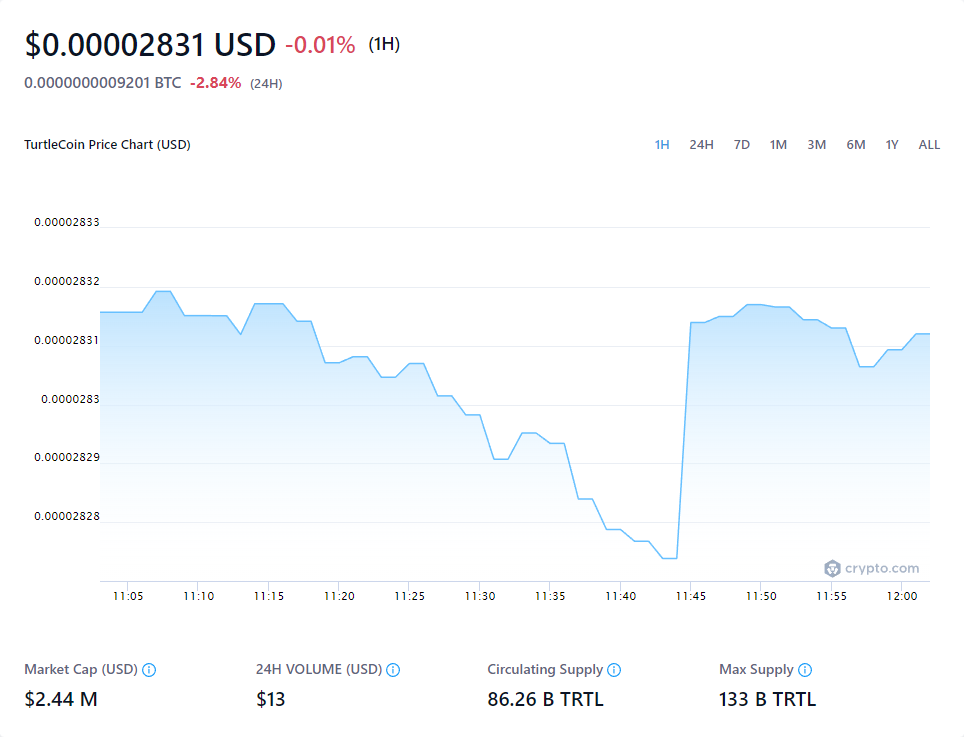 $0.00002831 USD -0.01% (1H)
0.0000000009201 BTC -2.84% (24H)
TurtleCoin Price Chart (USD) 1H 24H 7D 1M 3M 6M 1Y ALL
0.00002833
0.00002832
0.00002831
0.0000283
0.00002829
0.00002828
crypto.com
11:05 11:10 11:15 11:20 11:25 11:30 11:35 11:40 11:45 11:50 11:55 12:00
Market Cap (USD) 24H VOLUME (USD) Circulating Supply Max Supply
$2.44 M $13 86.26 B TRTL 133 B TRTL